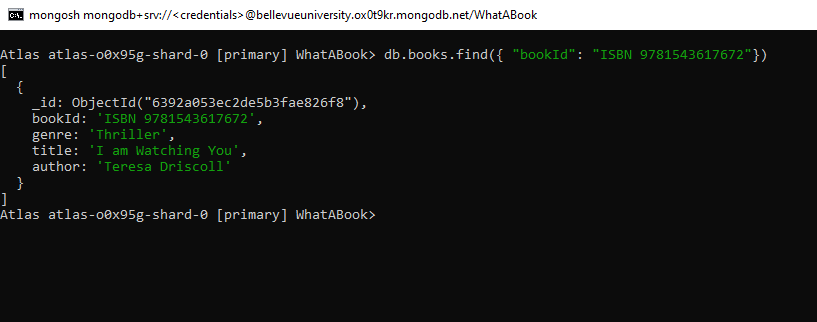 mongosh mongodb+srv://<credentials>@bellevueuniversity.ox0t9kr.mongodb.net/WhatABook
Atlas atlas-o0x95g-shard-0 [primary] WhatABook> db.books.find({ "bookId": "ISBN 9781543617672"})
[
  {
    _id: ObjectId("6392a053ec2de5b3fae826f8"),
    bookId: 'ISBN 9781543617672',
    genre: 'Thriller',
    title: 'I am Watching You',
    author: 'Teresa Driscoll'
  }
]
Atlas atlas-o0x95g-shard-0 [primary] WhatABook>